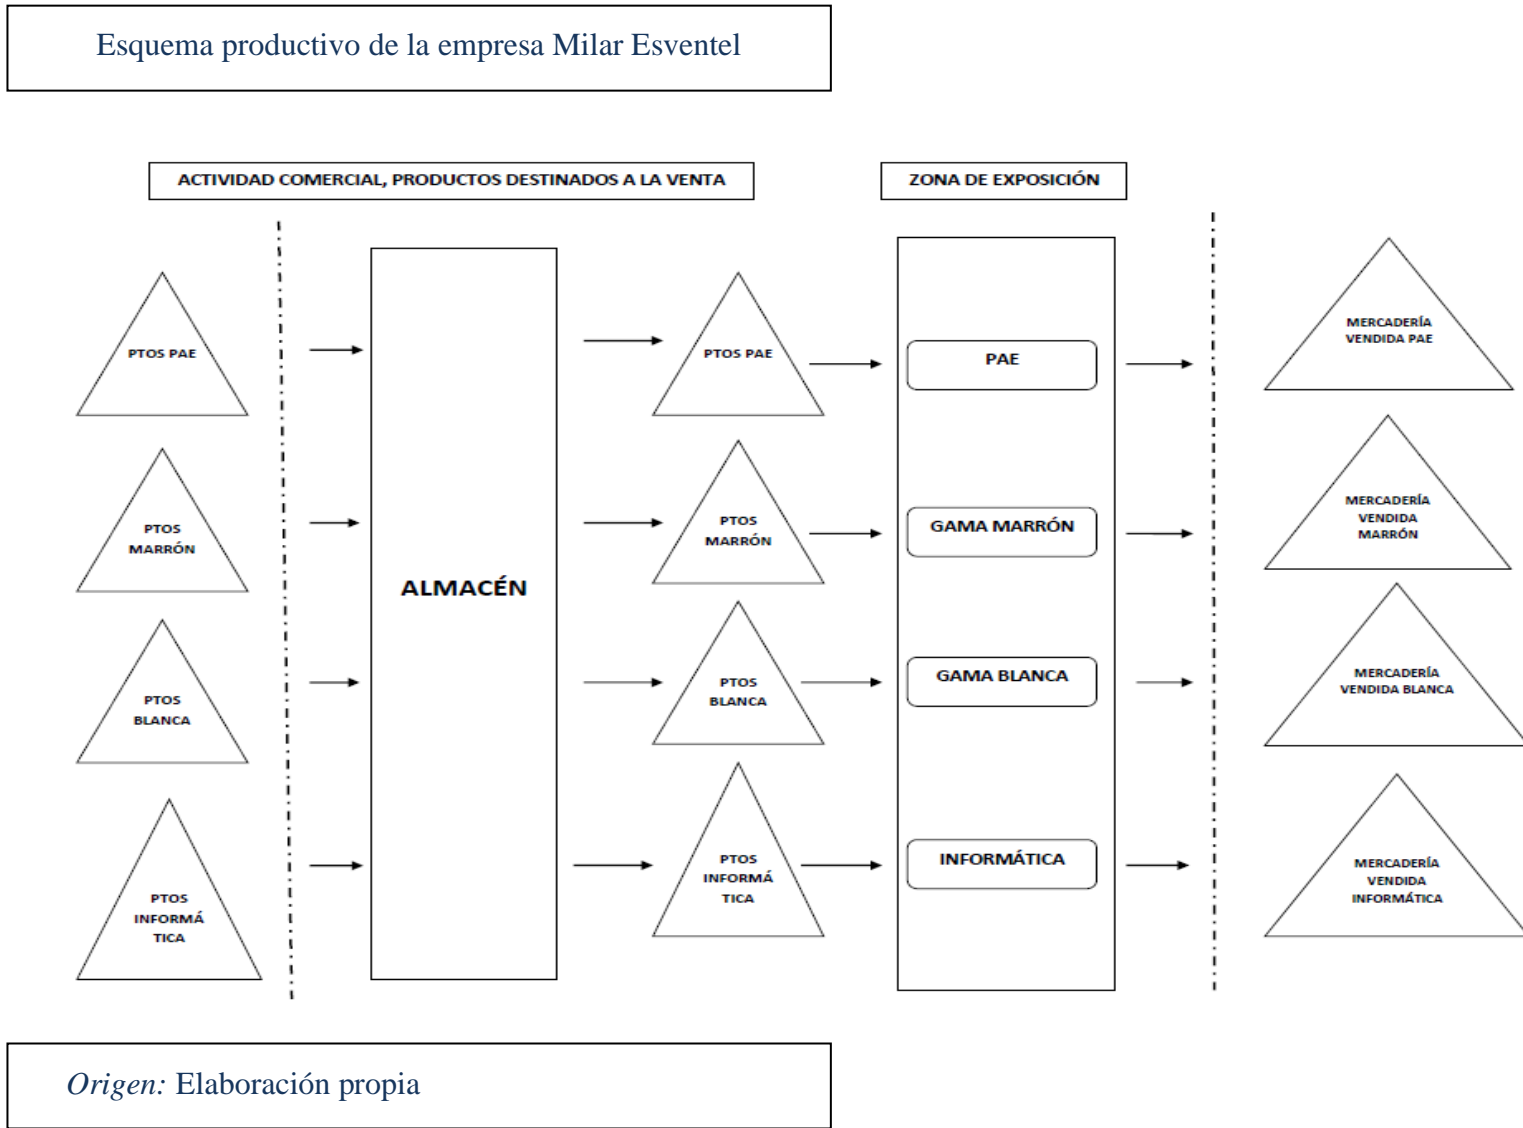 Esquema productivo de la empresa Milar Esventel
ACTIVIDAD COMERCIAL, PRODUCTOS DESTINADOS A LA VENTA
ZONA DE EXPOSICIÓN
PTOS PAE
PTOS
MARRÓN
PTOS
BLANCA
PTOS
INFORMÁ
TICA
ALMACÉN
PTOS PAE
PTOS
MARRÓN
PTOS
BLANCA
PTOS
INFORMÁ
TICA
PAE
GAMA MARRÓN
GAMA BLANCA
INFORMÁTICA
MERCADERÍA
VENDIDA PAE
MERCADERÍA
VENDIDA
MARRÓN
MERCADERÍA
VENDIDA BLANCA
MERCADERÍA
VENDIDA
INFORMÁTICA
Origen: Elaboración propia